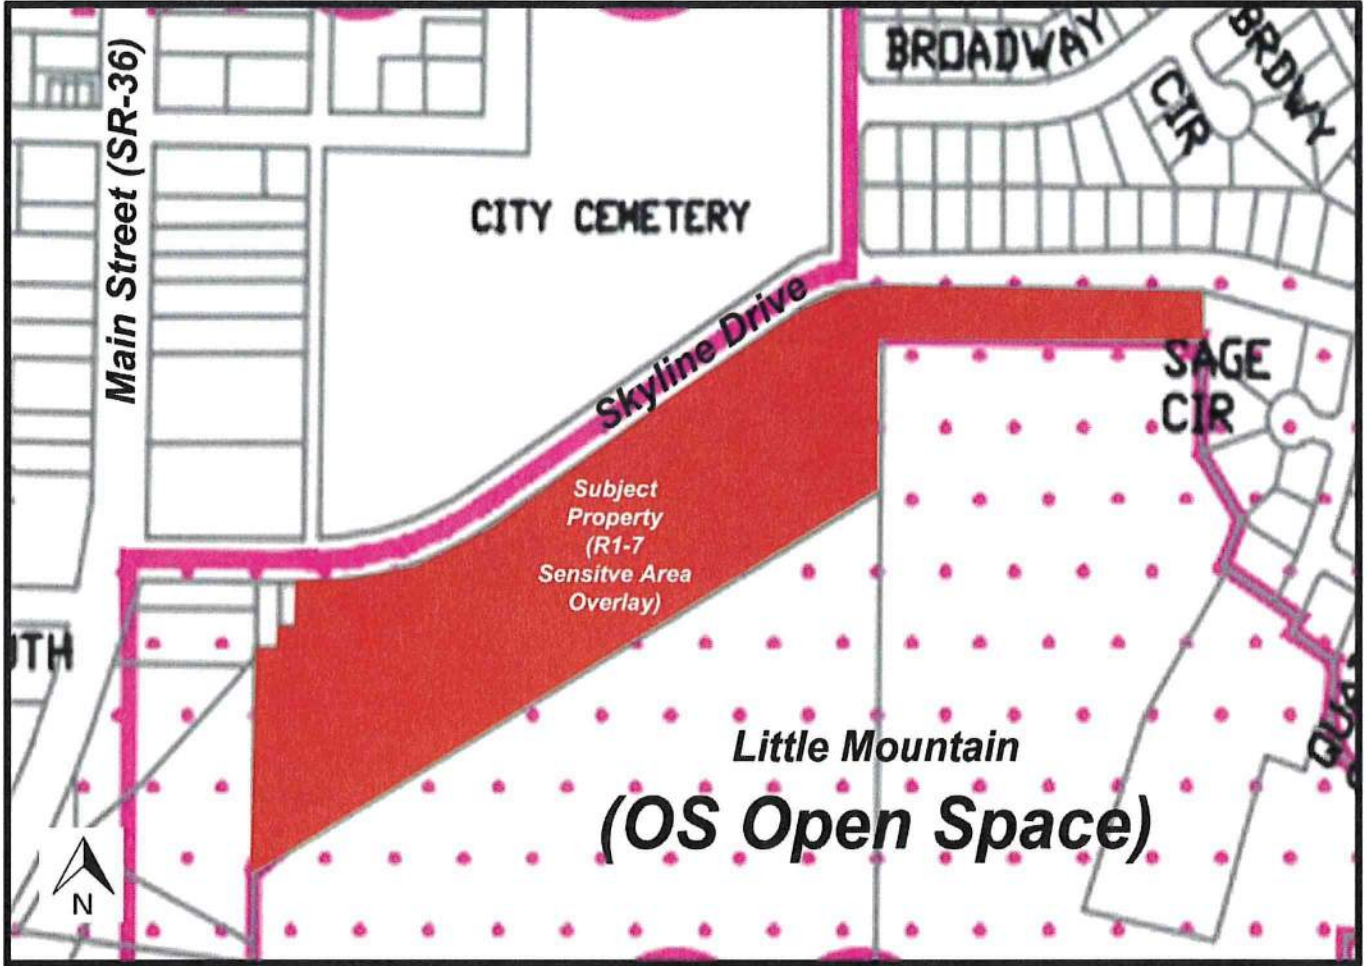 BROADWAY
BRDWY
CIR
Main Street (SR-36)
CITY CEMETERY
Skyline Drive
SAGE
CIR
Subject
Property
(R1-7
Sensitve Area
Overlay)
UTH
Little Mountain
(OS Open Space)
N